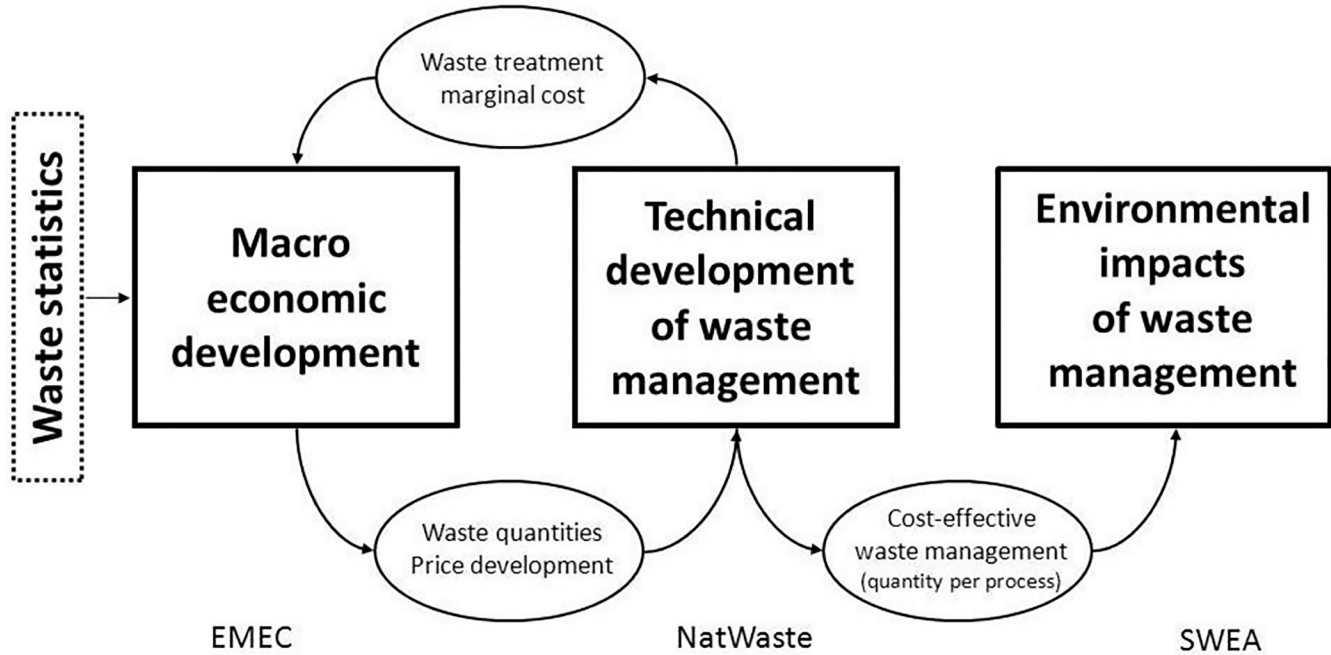 Waste treatment
marginal cost
Waste statistics
Macro
economic
development
Technical
development
of waste
management
Environmental
impacts
of waste
management
Waste quantities
Price development
Cost-effective
waste management
(quantity per process)
EMEC
NatWaste
SWEA